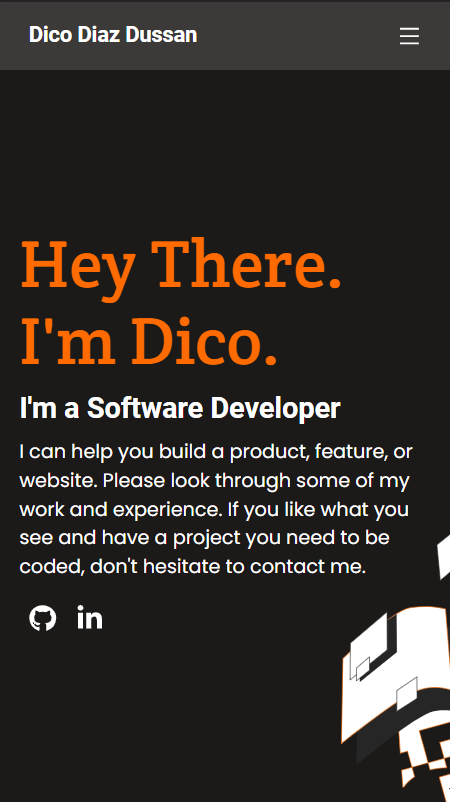 Dico Diaz Dussan
Hey There.
I'm Dico.
I'm a Software Developer
I can help you build a product, feature, or
website. Please look through some of my
work and experience. If you like what you
see and have a project you need to be
coded, don't hesitate to contact me.
in